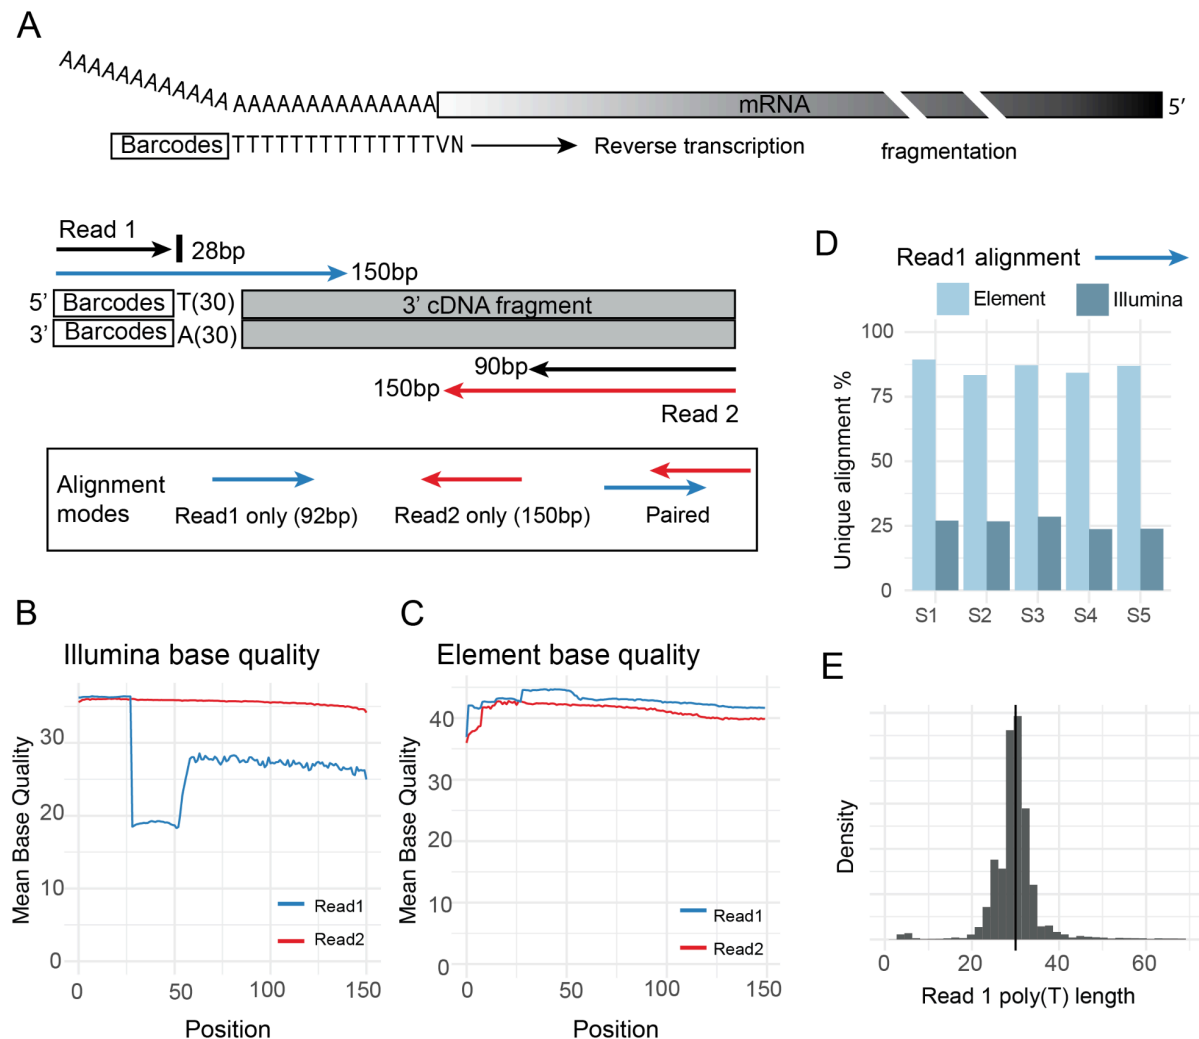 A
AAAAAAAAAAAA
AAAAAAAAAAAAAA
mRNA
5’
Barcodes
TTTTTTTTTTTTTTVN
Reverse transcription
fragmentation
Read 1
28bp
150bp
5’
Barcodes
T(30)
3’ cDNA fragment
3’
Barcodes
A(30)
90bp
150bp
Read 2
Alignment
modes
Read1 only (92bp)
Read2 only (150bp)
Paired
B
Illumina base quality
Mean Base Quality
30
20
10
0
Read1
Read2
0
50
100
150
Position
C
Element base quality
Mean Base Quality
40
30
20
10
0
Read1
Read2
0
50
100
150
Position
D
Read1 alignment
Element
Illumina
Unique alignment %
100
75
50
25
0
S1
S2
S3
S4
S5
E
Density
0
20
40
60
Read 1 poly(T) length